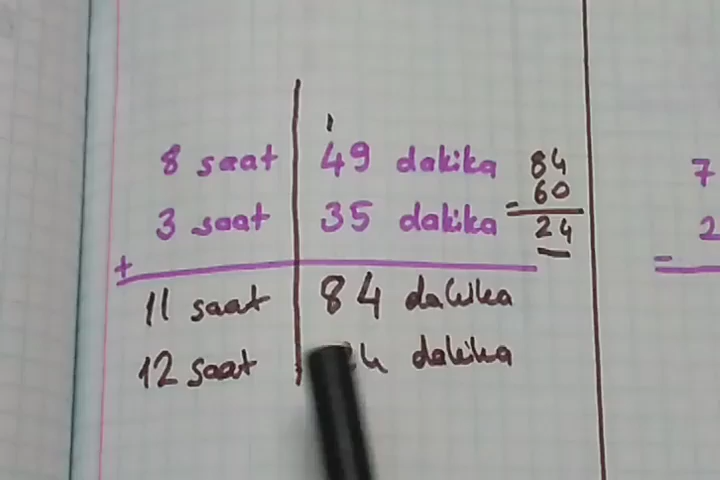 1
8 saat 49 dakika 84
- 60
3 saat 35 dakika 24
+
11 saat 84 dakika
12 saat dakika
7
2
-